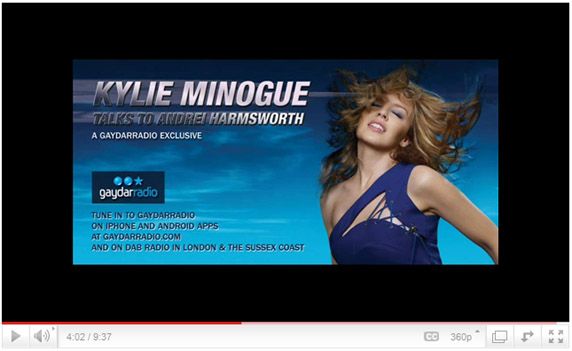 KYLIE MINOGUE
TALKS TO ANDREI HARMSWORTH
A GAYDARRADIO EXCLUSIVE
gaydarradio
TUNE IN TO GAYDARRADIO
ON IPHONE AND ANDROID APPS
AT GAYDARRADIO.COM
AND ON DAB RADIO IN LONDON & THE SUSSEX COAST
4:02 / 9:37
CC
360p